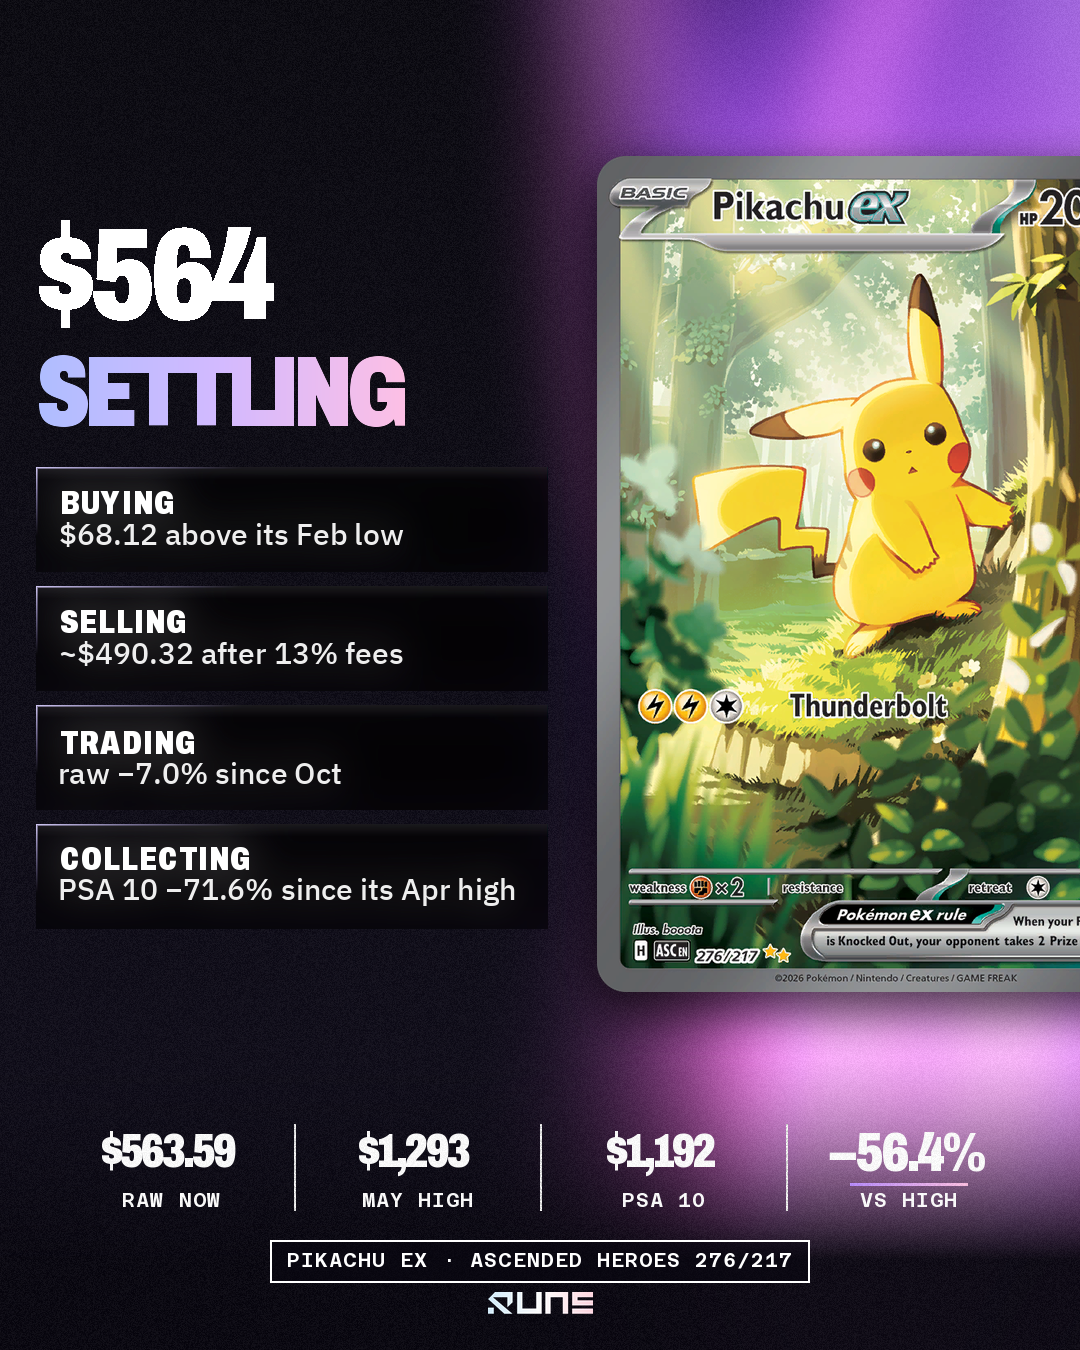 $564
SETTLING
BUYING
$68.12 above its Feb low
SELLING
~$490.32 after 13% fees
TRADING
raw −7.0% since Oct
COLLECTING
PSA 10 −71.6% since its Apr high
BASIC
Pikachu ex
HP 20
Thunderbolt
weakness ×2 resistance retreat
Pokémon ex rule
When your P
is Knocked Out, your opponent takes 2 Prize
Illus. booota
H ASC EN 276/217
©2026 Pokémon / Nintendo / Creatures / GAME FREAK
$563.59
RAW NOW
$1,293
MAY HIGH
$1,192
PSA 10
−56.4%
VS HIGH
PIKACHU EX · ASCENDED HEROES 276/217
RUNE